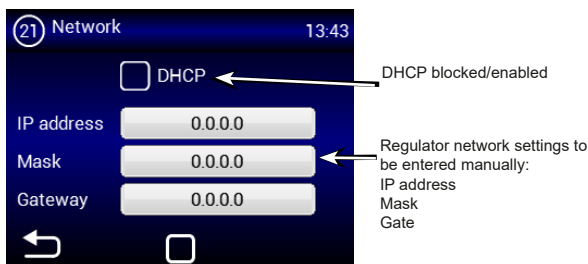 21 Network 13:43
DHCP
DHCP blocked/enabled
IP address 0.0.0.0
Mask 0.0.0.0
Gateway 0.0.0.0
Regulator network settings to
be entered manually:
IP address
Mask
Gate